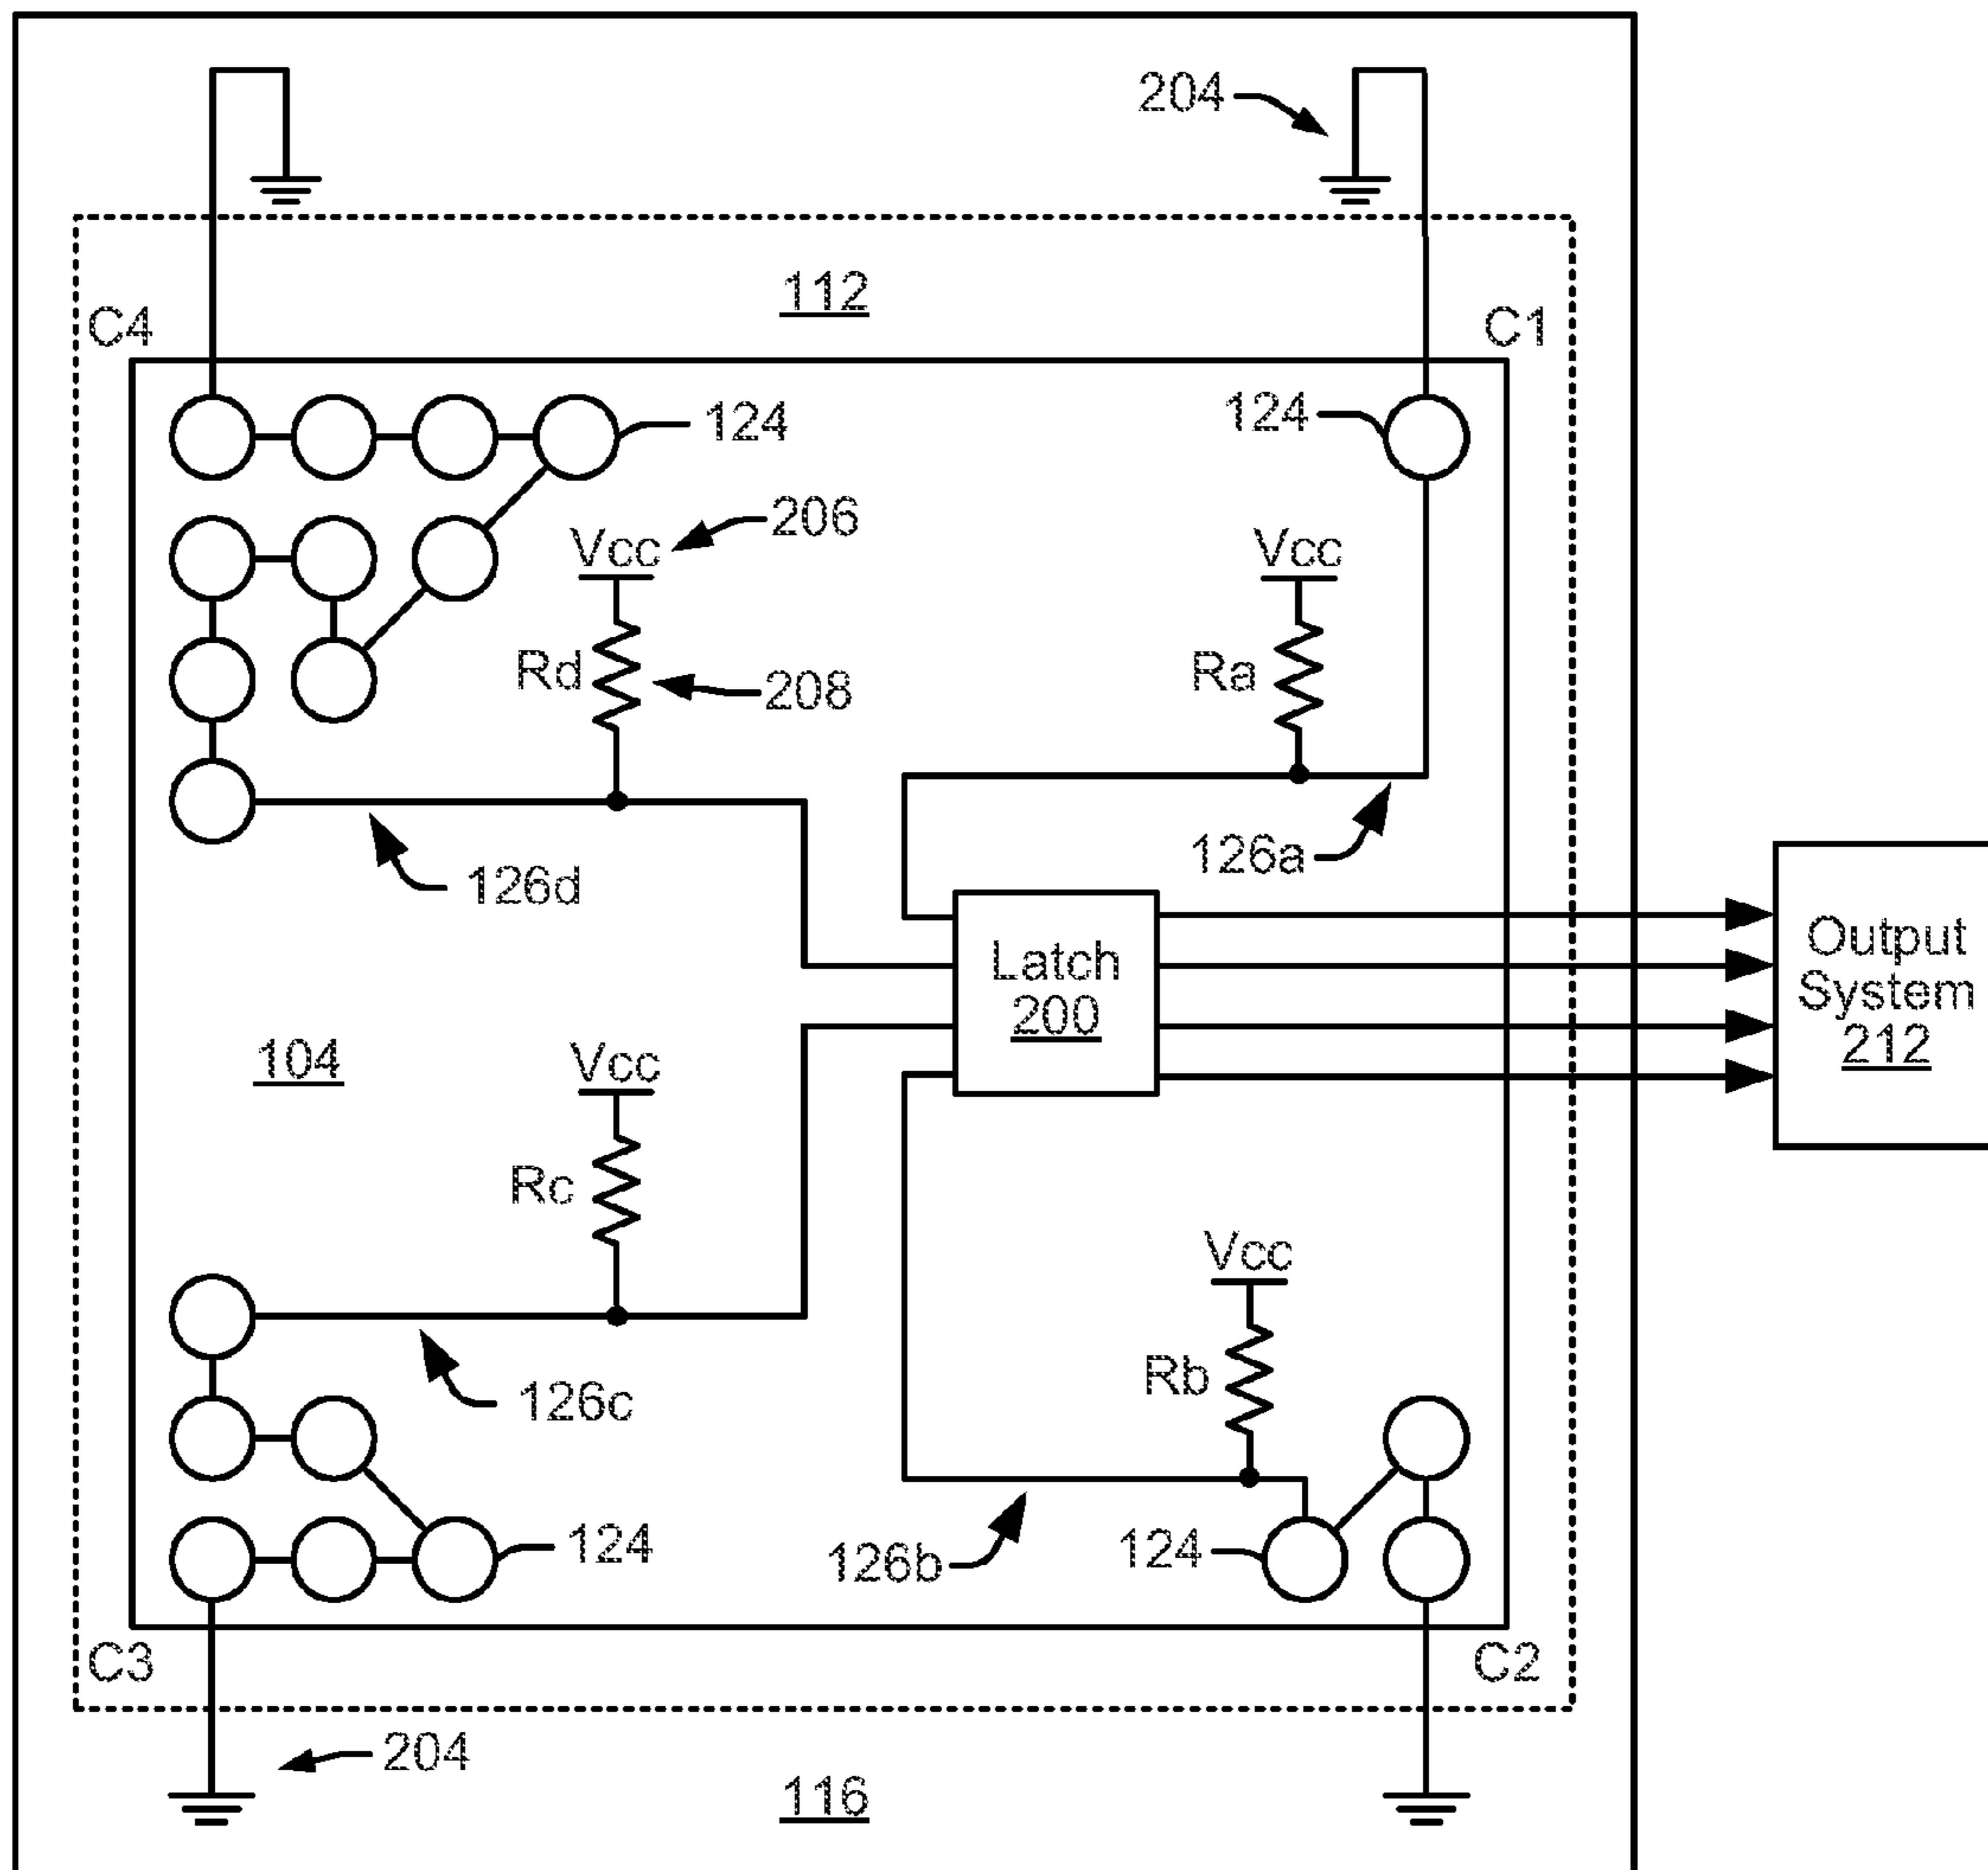 204
112
C4
C1
124
124
206
Vcc
Vcc
Rd
208
Ra
126a
126d
Latch
200
Output
System
212
104
Vcc
Rc
Vcc
Rb
126c
124
126b
124
C3
C2
204
116